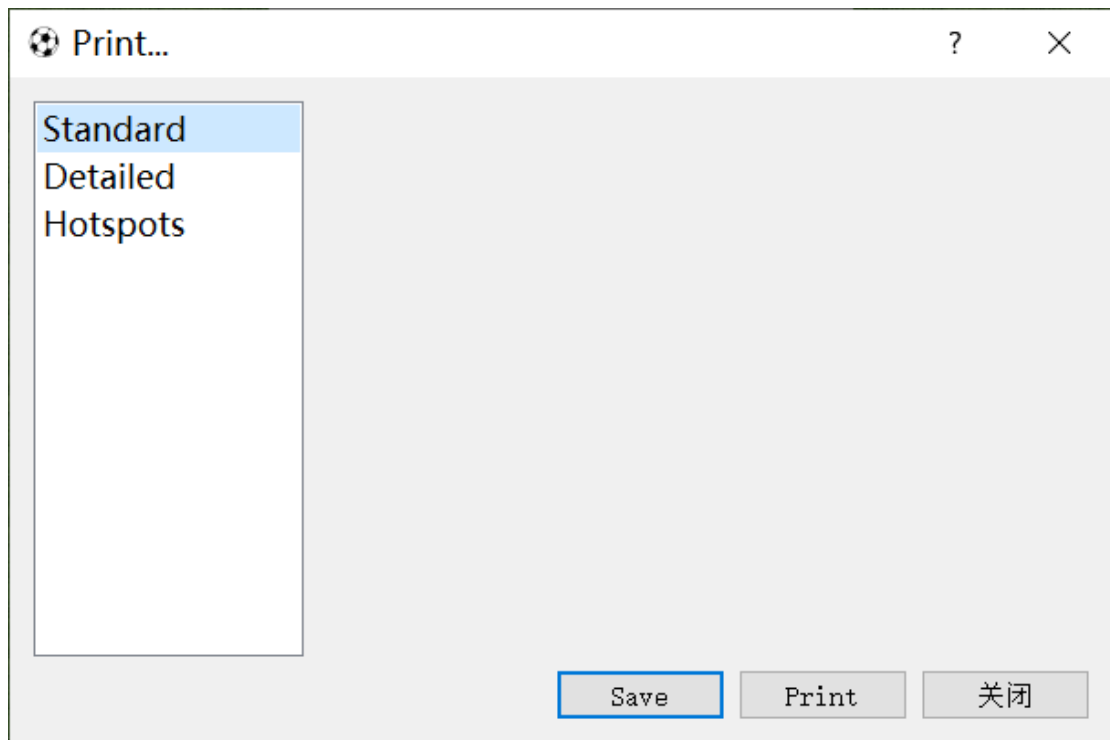 Print...
?
Standard
Detailed
Hotspots
Save
Print
关闭